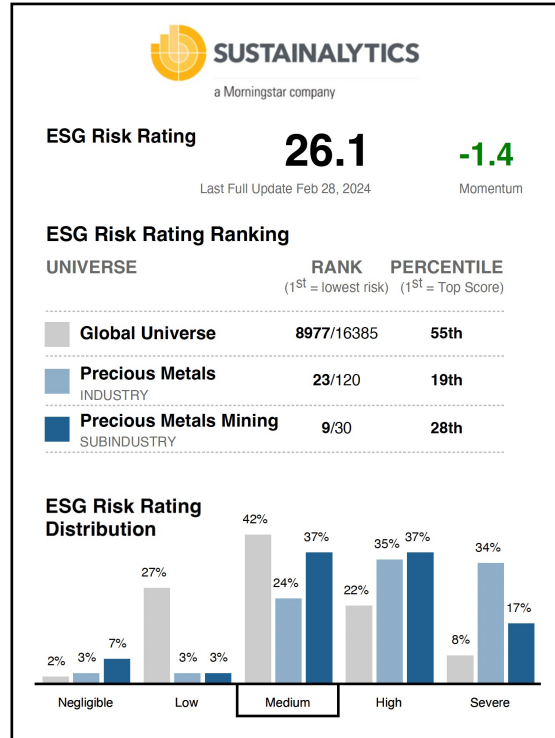 SUSTAINALYTICS
a Morningstar company
ESG Risk Rating
26.1
-1.4
Last Full Update Feb 28, 2024
Momentum
ESG Risk Rating Ranking
UNIVERSE RANK PERCENTILE
(1st = lowest risk) (1st = Top Score)
Global Universe 8977/16385 55th
Precious Metals
INDUSTRY
23/120 19th
Precious Metals Mining
SUBINDUSTRY
9/30 28th
ESG Risk Rating
Distribution
2% 3% 7%
27% 3% 3%
42% 24% 37%
22% 35% 37%
8% 34% 17%
Negligible Low Medium High Severe